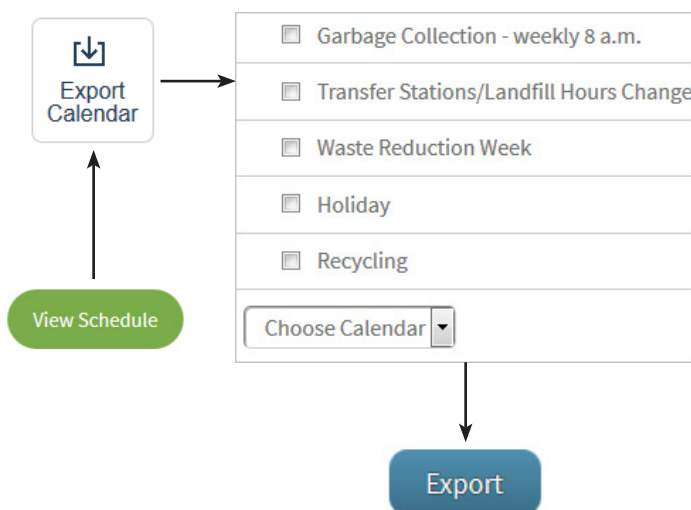 Export
Calendar
Garbage Collection - weekly 8 a.m.
Transfer Stations/Landfill Hours Change
Waste Reduction Week
Holiday
Recycling
View Schedule
Choose Calendar
Export